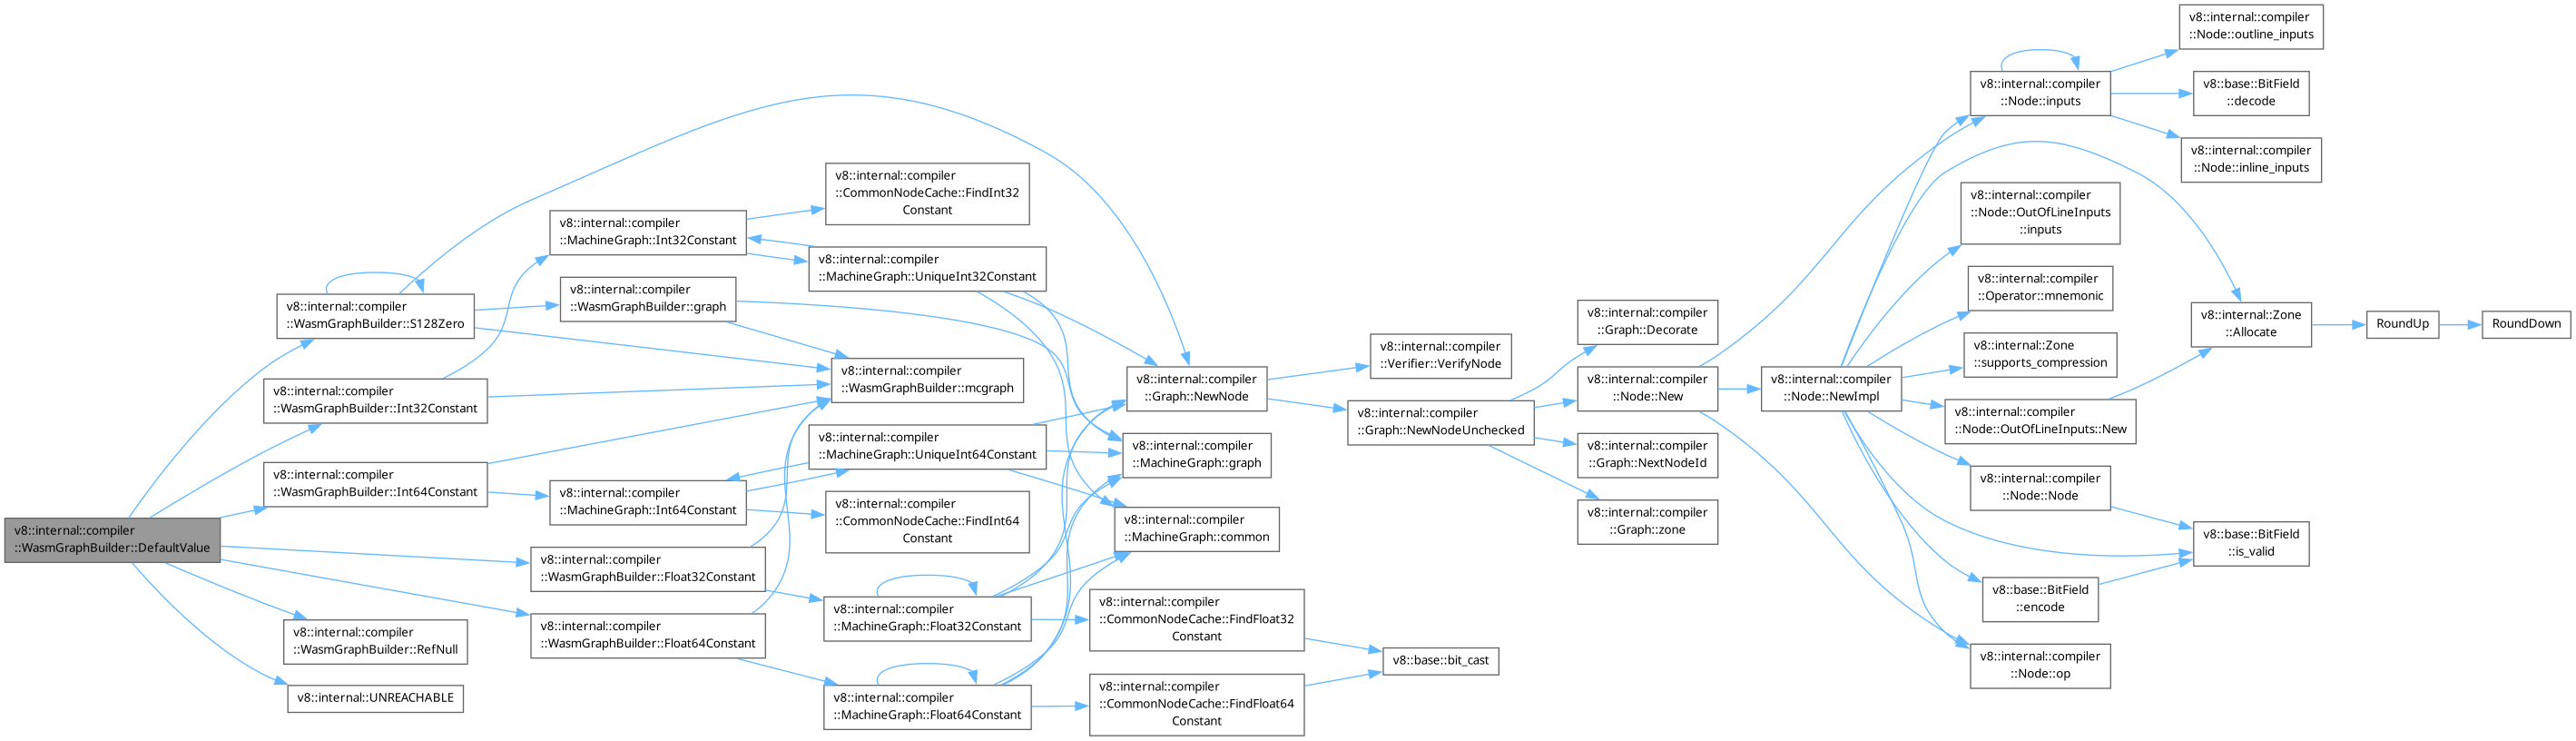 v8::internal::compiler
::WasmGraphBuilder::DefaultValue
v8::internal::compiler
::WasmGraphBuilder::S128Zero
v8::internal::compiler
::WasmGraphBuilder::Int32Constant
v8::internal::compiler
::WasmGraphBuilder::Int64Constant
v8::internal::compiler
::WasmGraphBuilder::RefNull
v8::internal::UNREACHABLE
v8::internal::compiler
::MachineGraph::Int32Constant
v8::internal::compiler
::WasmGraphBuilder::graph
v8::internal::compiler
::MachineGraph::Int64Constant
v8::internal::compiler
::WasmGraphBuilder::Float32Constant
v8::internal::compiler
::WasmGraphBuilder::Float64Constant
v8::internal::compiler
::CommonNodeCache::FindInt32
Constant
v8::internal::compiler
::MachineGraph::UniqueInt32Constant
v8::internal::compiler
::WasmGraphBuilder::mcgraph
v8::internal::compiler
::MachineGraph::UniqueInt64Constant
v8::internal::compiler
::CommonNodeCache::FindInt64
Constant
v8::internal::compiler
::MachineGraph::Float32Constant
v8::internal::compiler
::MachineGraph::Float64Constant
v8::internal::compiler
::Graph::NewNode
v8::internal::compiler
::MachineGraph::graph
v8::internal::compiler
::MachineGraph::common
v8::internal::compiler
::CommonNodeCache::FindFloat32
Constant
v8::internal::compiler
::CommonNodeCache::FindFloat64
Constant
v8::internal::compiler
::Verifier::VerifyNode
v8::internal::compiler
::Graph::NewNodeUnchecked
v8::base::bit_cast
v8::internal::compiler
::Graph::Decorate
v8::internal::compiler
::Node::New
v8::internal::compiler
::Graph::NextNodeId
v8::internal::compiler
::Graph::zone
v8::internal::compiler
::Node::NewImpl
v8::internal::compiler
::Node::inputs
v8::internal::compiler
::Node::OutOfLineInputs
::inputs
v8::internal::compiler
::Operator::mnemonic
v8::internal::Zone
::supports_compression
v8::internal::compiler
::Node::OutOfLineInputs::New
v8::internal::compiler
::Node::Node
v8::base::BitField
::encode
v8::internal::compiler
::Node::op
v8::internal::compiler
::Node::outline_inputs
v8::base::BitField
::decode
v8::internal::compiler
::Node::inline_inputs
v8::internal::Zone
::Allocate
v8::base::BitField
::is_valid
RoundUp
RoundDown